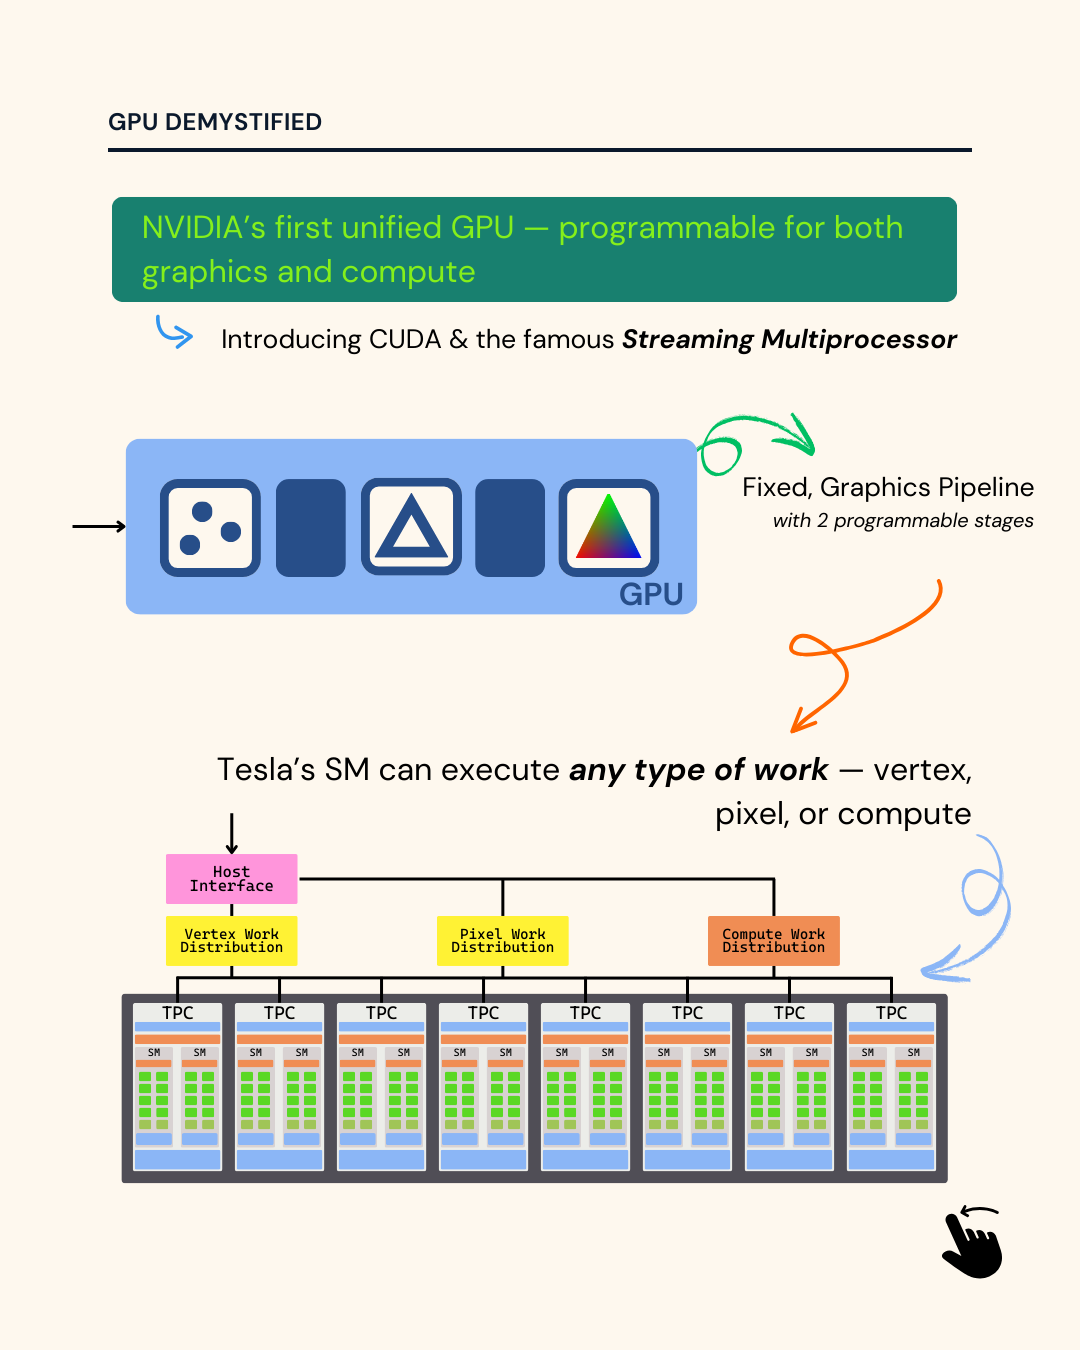 GPU DEMYSTIFIED
NVIDIA’s first unified GPU — programmable for both
graphics and compute
Introducing CUDA & the famous Streaming Multiprocessor
Fixed, Graphics Pipeline
with 2 programmable stages
GPU
Tesla’s SM can execute any type of work — vertex,
pixel, or compute
Host
Interface
Vertex Work
Distribution
Pixel Work
Distribution
Compute Work
Distribution
TPC TPC TPC TPC TPC TPC TPC TPC
SM SM SM SM SM SM SM SM SM SM SM SM SM SM SM SM